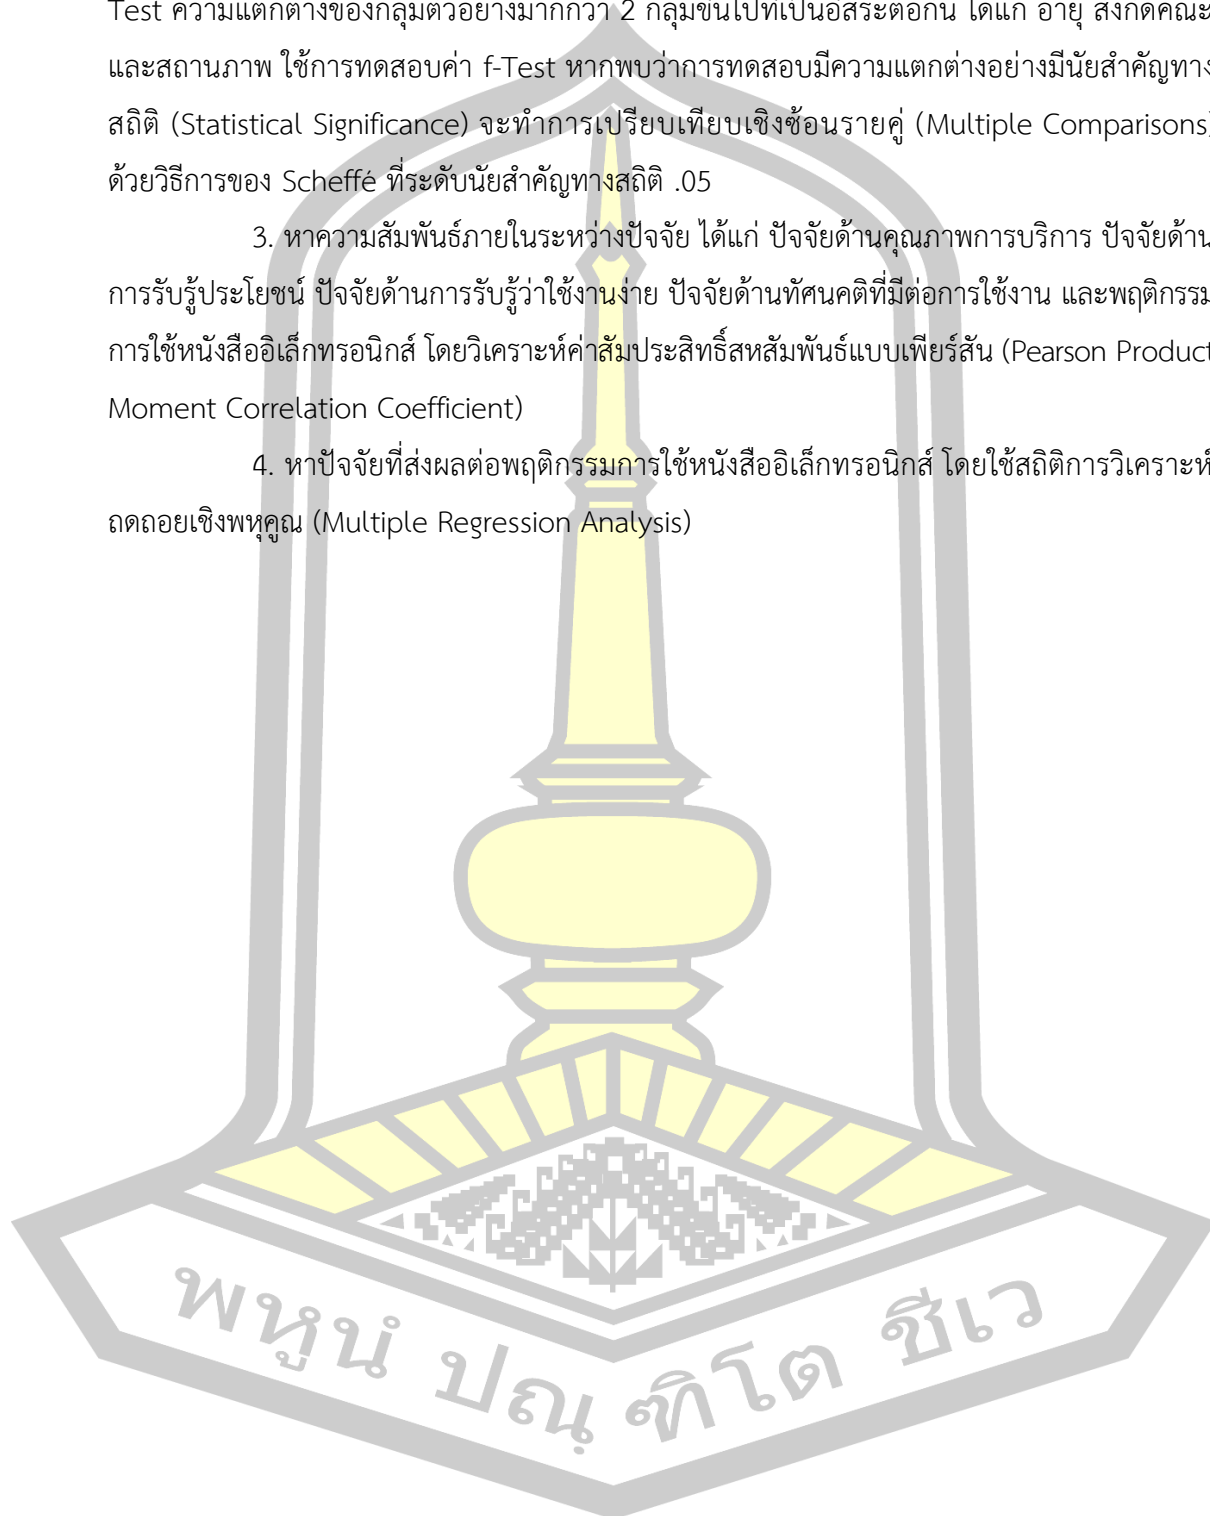 Test ความแตกต่างของกลุ่มตัวอย่างมากกว่า 2 กลุ่มขึ้นไปที่เป็นอิสระต่อกัน ได้แก่ อายุ สังกัดคณะ
และสถานภาพ ใช้การทดสอบค่า f-Test หากพบว่าการทดสอบมีความแตกต่างอย่างมีนัยสำคัญทาง
สถิติ (Statistical Significance) จะทำการเปรียบเทียบเชิงซ้อนรายคู่ (Multiple Comparisons)
ด้วยวิธีการของ Scheffé ที่ระดับนัยสำคัญทางสถิติ .05
3. หาความสัมพันธ์ภายในระหว่างปัจจัย ได้แก่ ปัจจัยด้านคุณภาพการบริการ ปัจจัยด้าน
การรับรู้ประโยชน์ ปัจจัยด้านการรับรู้ว่าใช้งานง่าย ปัจจัยด้านทัศนคติที่มีต่อการใช้งาน และพฤติกรรม
การใช้หนังสืออิเล็กทรอนิกส์ โดยวิเคราะห์ค่าสัมประสิทธิ์สหสัมพันธ์แบบเพียร์สัน (Pearson Product
Moment Correlation Coefficient)
4. หาปัจจัยที่ส่งผลต่อพฤติกรรมการใช้หนังสืออิเล็กทรอนิกส์ โดยใช้สถิติการวิเคราะห์
ถดถอยเชิงพหุคูณ (Multiple Regression Analysis)
พหูนํ ปณฺ ฑิโต ชีเว